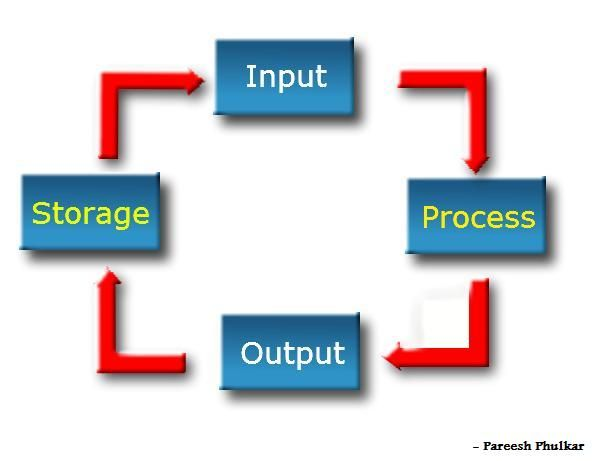 Input
Storage
Process
Output
- Pareesh Phulkar